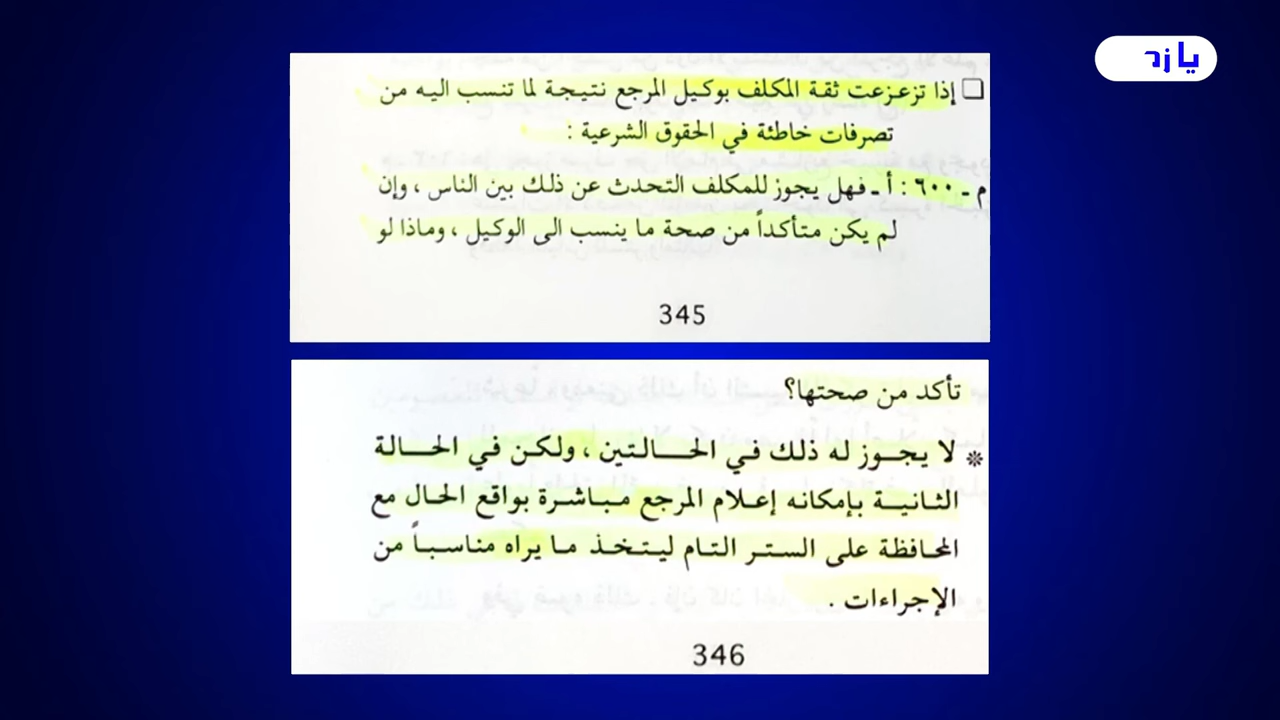 يا زد
❑ إذا تزعزعت ثقة المكلف بوكيل المرجع نتيجة لما تنسب اليه من
تصرفات خاطئة في الحقوق الشرعية :
م ـ ٦٠٠ : أ ـ فهل يجوز للمكلف التحدث عن ذلك بين الناس ، وإن
لم يكن متأكداً من صحة ما ينسب الى الوكيل ، وماذا لو
345
تأكد من صحتها؟
* لا يجوز له ذلك في الحالتين ، ولكن في الحالة
الثانية بإمكانه إعلام المرجع مباشرة بواقع الحال مع
المحافظة على الستر التام ليتخذ ما يراه مناسباً من
الإجراءات .
346